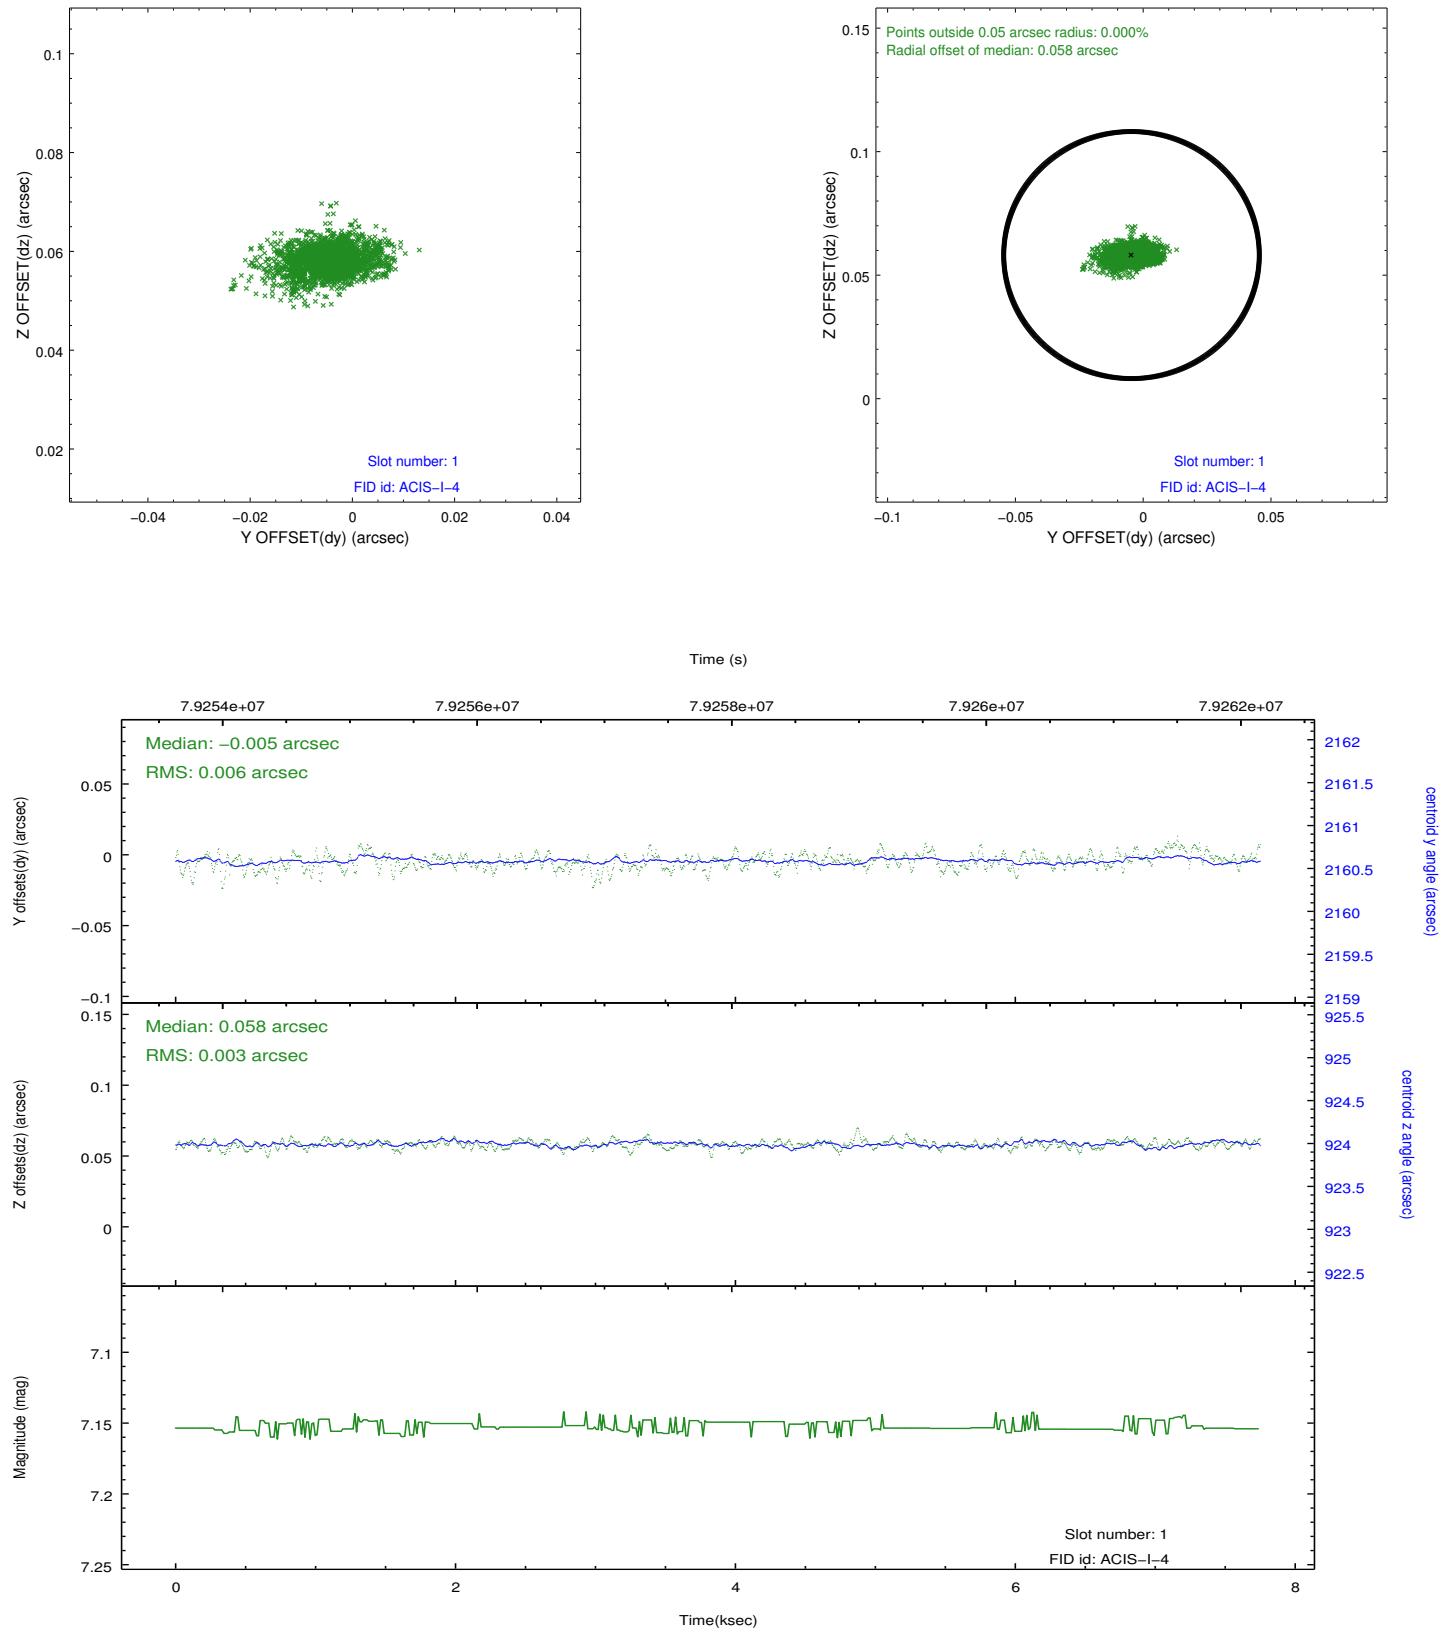 0.1
0.08
0.06
0.04
0.02
Z OFFSET(dz) (arcsec)
Slot number: 1
FID id: ACIS−I−4
−0.04 −0.02 0 0.02 0.04
Y OFFSET(dy) (arcsec)
Points outside 0.05 arcsec radius: 0.000%
Radial offset of median: 0.058 arcsec
0.15
0.1
0.05
0
Z OFFSET(dz) (arcsec)
Slot number: 1
FID id: ACIS−I−4
−0.1 −0.05 0 0.05
Y OFFSET(dy) (arcsec)
Time (s)
7.9254e+07 7.9256e+07 7.9258e+07 7.926e+07 7.9262e+07
Median: −0.005 arcsec
RMS: 0.006 arcsec
0.05
0
−0.05
−0.1
Y offsets(dy) (arcsec)
2162
2161.5
2161
2160.5
2160
2159.5
2159
centroid y angle (arcsec)
Median: 0.058 arcsec
RMS: 0.003 arcsec
0.15
0.1
0.05
0
Z offsets(dz) (arcsec)
925.5
925
924.5
924
923.5
923
922.5
centroid z angle (arcsec)
7.1
7.15
7.2
7.25
Magnitude (mag)
Slot number: 1
FID id: ACIS−I−4
0 2 4 6 8
Time(ksec)